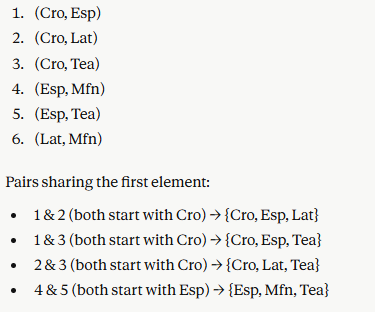 1. (Cro, Esp)
2. (Cro, Lat)
3. (Cro, Tea)
4. (Esp, Mfn)
5. (Esp, Tea)
6. (Lat, Mfn)
Pairs sharing the first element:
• 1 & 2 (both start with Cro) → {Cro, Esp, Lat}
• 1 & 3 (both start with Cro) → {Cro, Esp, Tea}
• 2 & 3 (both start with Cro) → {Cro, Lat, Tea}
• 4 & 5 (both start with Esp) → {Esp, Mfn, Tea}